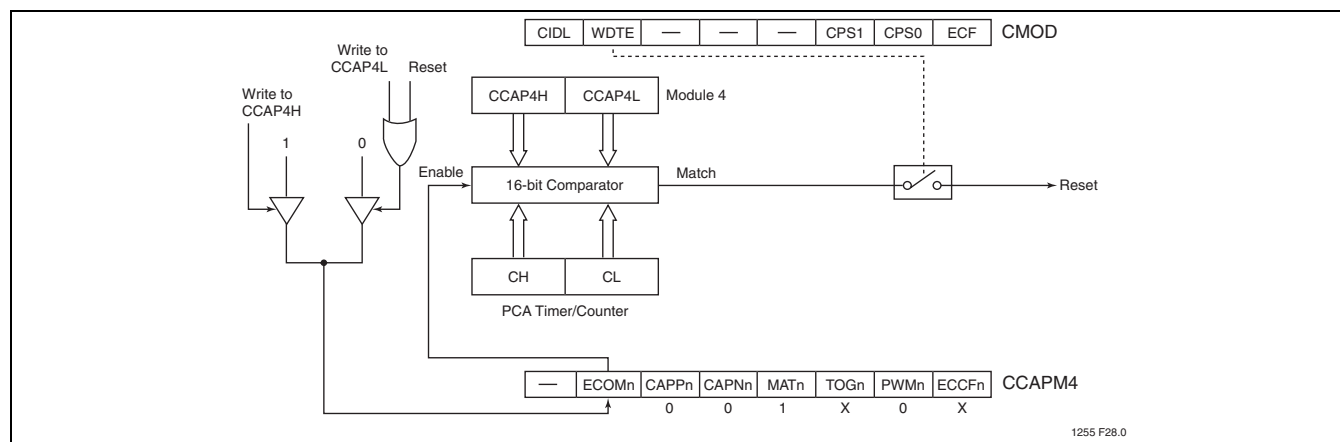 CIDL WDTE — — — CPS1 CPS0 ECF CMOD
Write to
CCAP4L Reset
Write to
CCAP4H
CCAP4H CCAP4L Module 4
1 0
Enable 16-bit Comparator Match Reset
CH CL
PCA Timer/Counter
— ECOMn CAPPn CAPNn MATn TOGn PWMn ECCFn CCAPM4
0 0 1 X 0 X
1255 F28.0